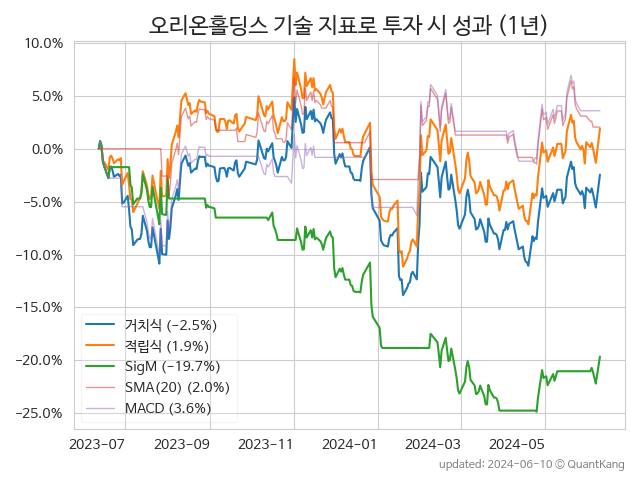 오리온홀딩스 기술 지표로 투자 시 성과 (1년)
10.0%
5.0%
0.0%
−5.0%
−10.0%
−15.0%
−20.0%
−25.0%
거치식 (−2.5%)
적립식 (1.9%)
SigM (−19.7%)
SMA(20) (2.0%)
MACD (3.6%)
2023-07
2023-09
2023-11
2024-01
2024-03
2024-05
updated: 2024-06-10 © QuantKang